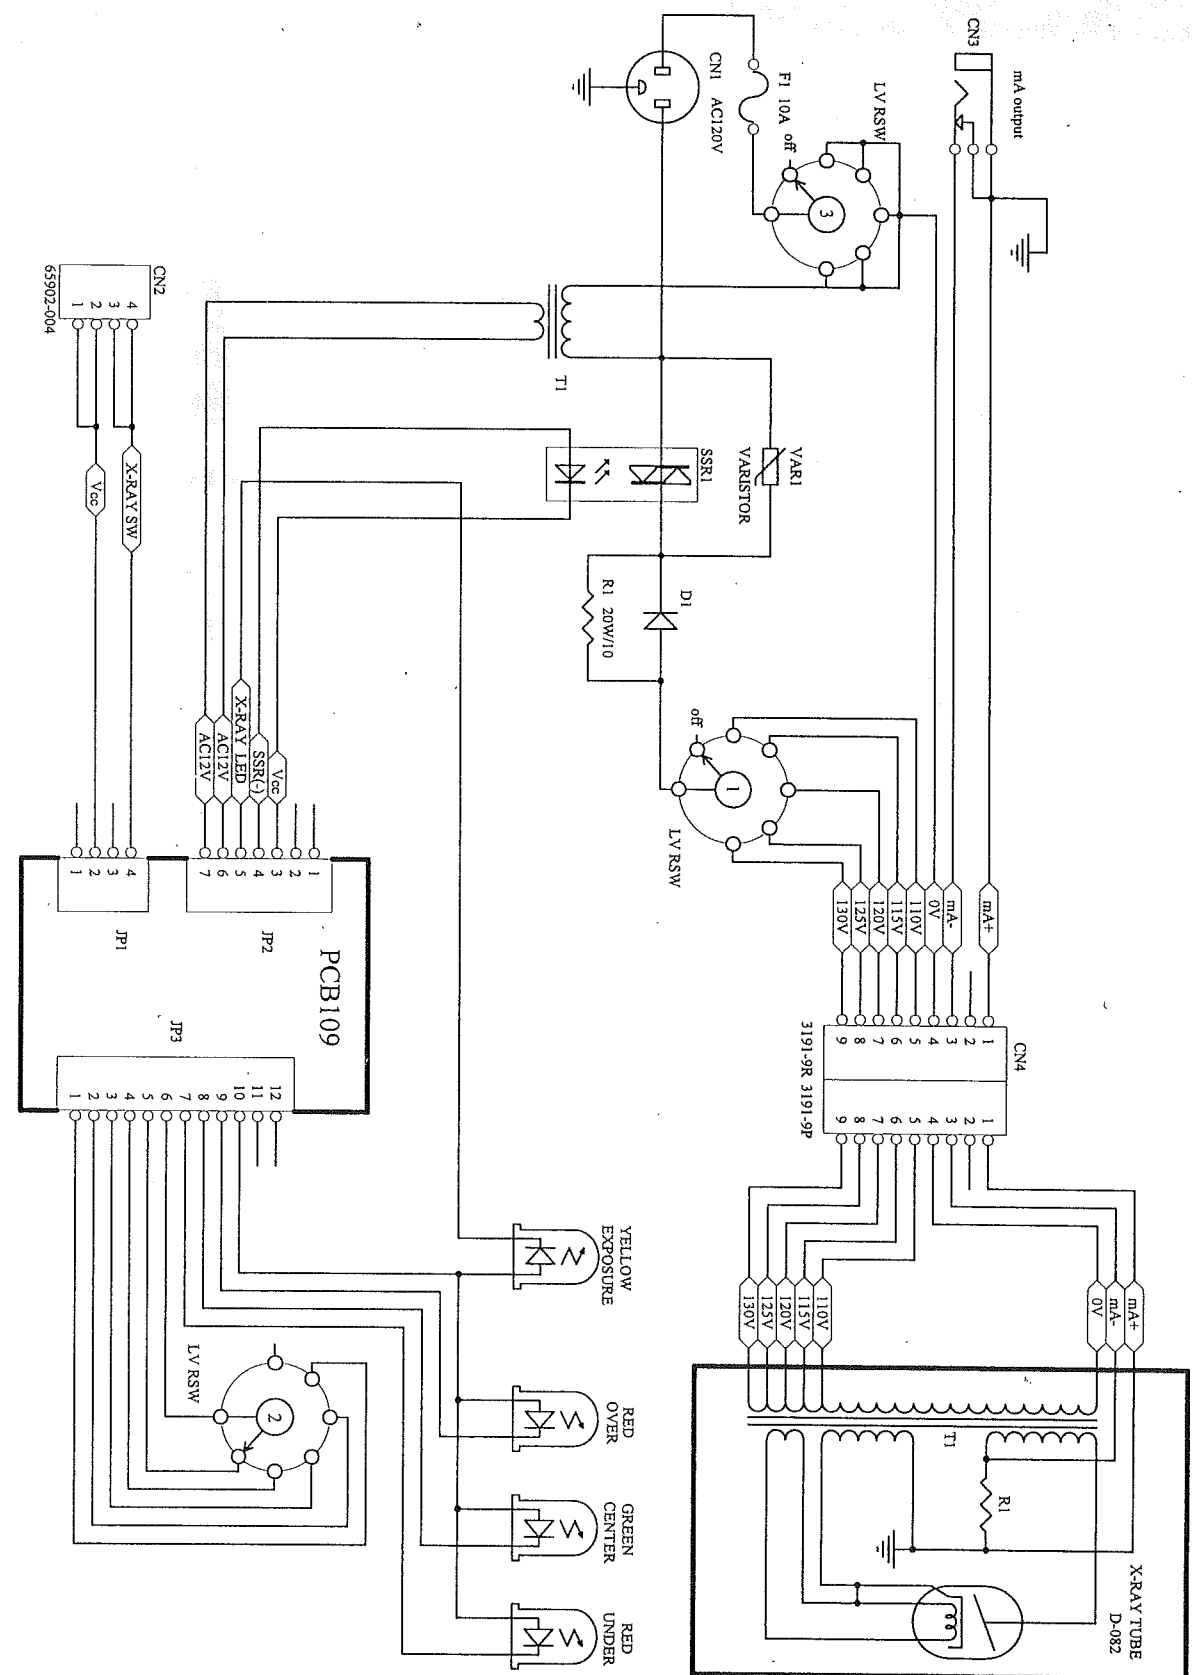 CN3
mA output
CN1 AC120V
F1 10A
LV RSW
off
3
CN2
65902-004
1
2
3
4
T1
VAR1
VARISTOR
SSR1
X-RAY SW
Vcc
D1
R1 20W/10
off
1
LV RSW
mA+
mA-
0V
110V
115V
120V
125V
130V
Vcc
SSR(-)
X-RAY LED
AC12V
AC12V
1
2
3
4
5
6
7
JP2
4
3
2
1
JP1
PCB109
JP3
12
11
10
9
8
7
6
5
4
3
2
1
CN4
1
2
3
4
5
6
7
8
9
1
2
3
4
5
6
7
8
9
3191-9R 3191-9P
mA+
mA-
0V
110V
115V
120V
125V
130V
YELLOW
EXPOSURE
RED
OVER
GREEN
CENTER
RED
UNDER
LV RSW
2
T1
R1
X-RAY TUBE
D-082